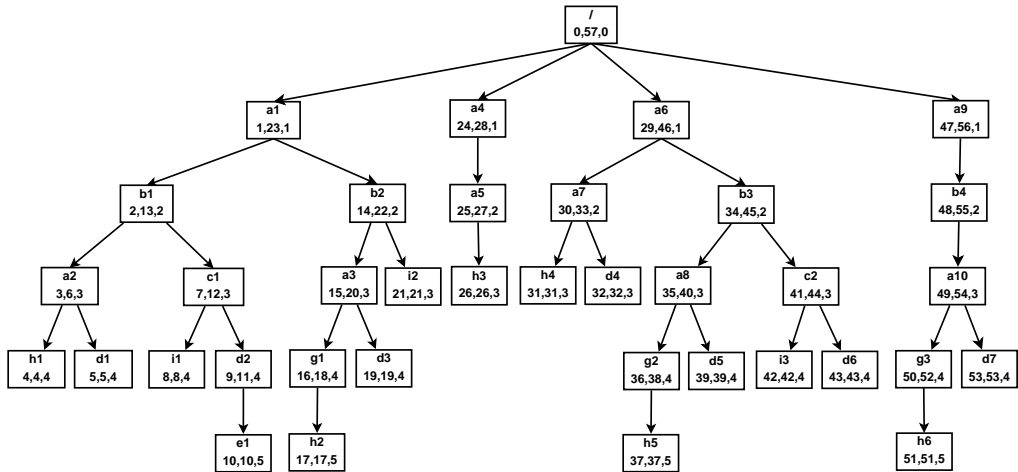 /
0,57,0
a1
1,23,1
a4
24,28,1
a6
29,46,1
a9
47,56,1
b1
2,13,2
b2
14,22,2
a5
25,27,2
a7
30,33,2
b3
34,45,2
b4
48,55,2
a2
3,6,3
c1
7,12,3
a3
15,20,3
i2
21,21,3
h3
26,26,3
h4
31,31,3
d4
32,32,3
a8
35,40,3
c2
41,44,3
a10
49,54,3
h1
4,4,4
d1
5,5,4
i1
8,8,4
d2
9,11,4
g1
16,18,4
d3
19,19,4
g2
36,38,4
d5
39,39,4
i3
42,42,4
d6
43,43,4
g3
50,52,4
d7
53,53,4
e1
10,10,5
h2
17,17,5
h5
37,37,5
h6
51,51,5